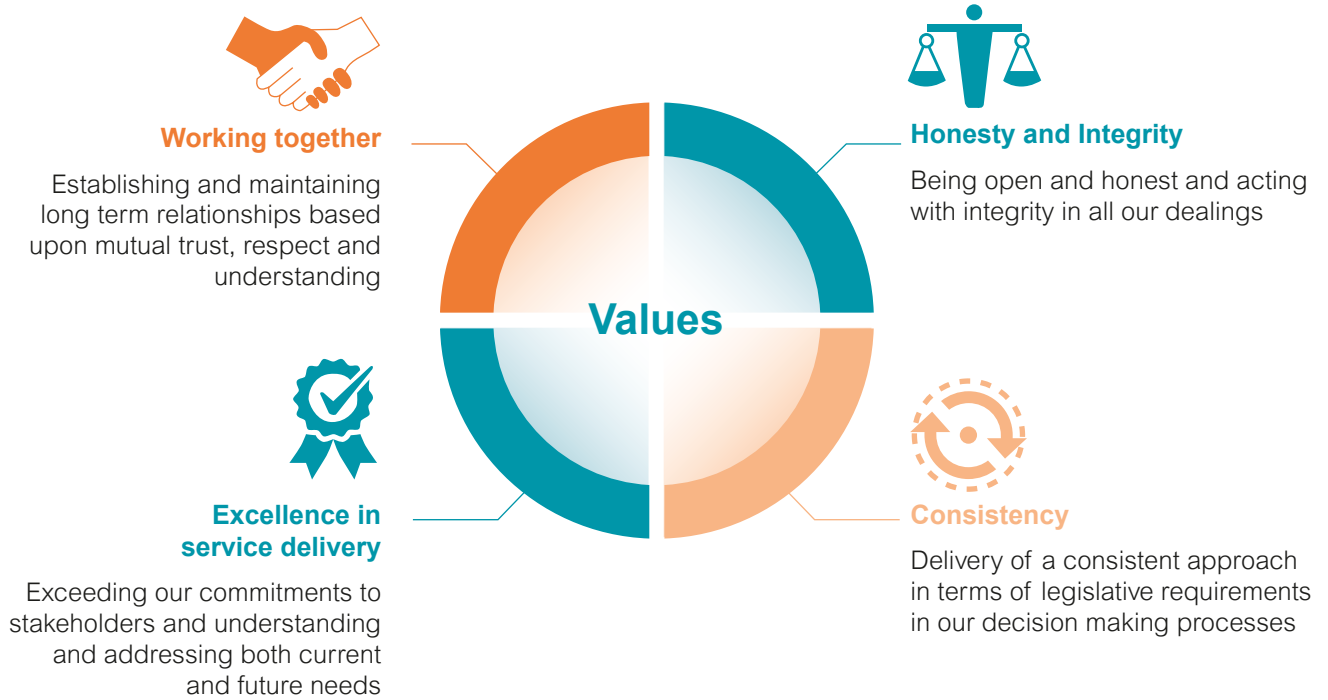 Working together
Establishing and maintaining
long term relationships based
upon mutual trust, respect and
understanding
Honesty and Integrity
Being open and honest and acting
with integrity in all our dealings
Values
Excellence in
service delivery
Exceeding our commitments to
stakeholders and understanding
and addressing both current
and future needs
Consistency
Delivery of a consistent approach
in terms of legislative requirements
in our decision making processes